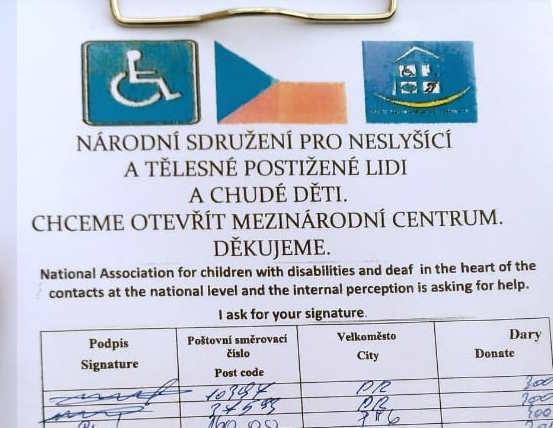 NÁRODNÍ SDRUŽENÍ PRO NESLYŠÍCÍ
A TĚLESNÉ POSTIŽENÉ LIDI
A CHUDÉ DĚTI.
CHCEME OTEVŘÍT MEZINÁRODNÍ CENTRUM.
DĚKUJEME.
National Association for children with disabilities and deaf in the heart of the
contacts at the national level and the internal perception is asking for help.
I ask for your signature.
Podpis Poštovní směrovací Velkoměsto Dary
Signature číslo City Donate
Post code
300